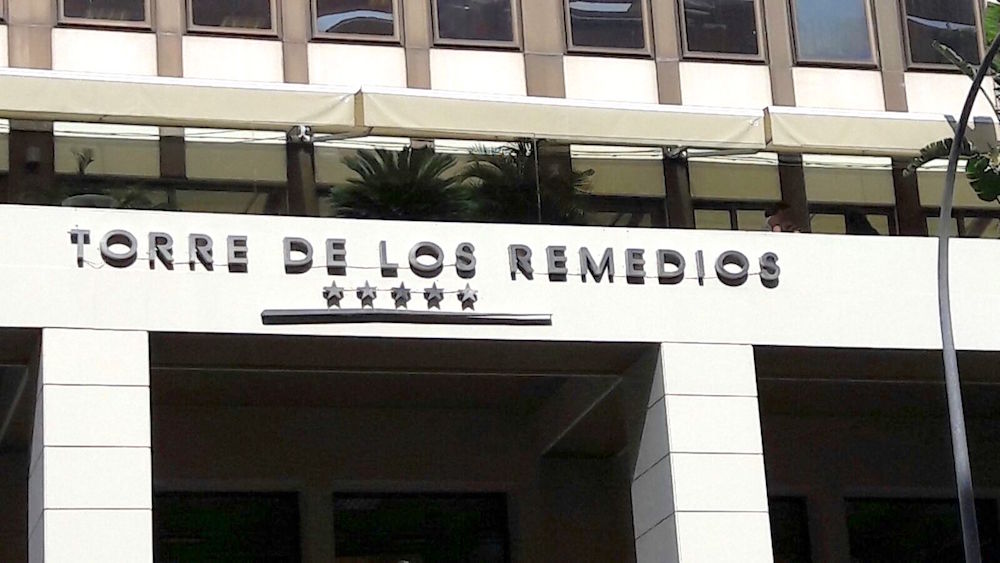 TORRE DE LOS REMEDIOS